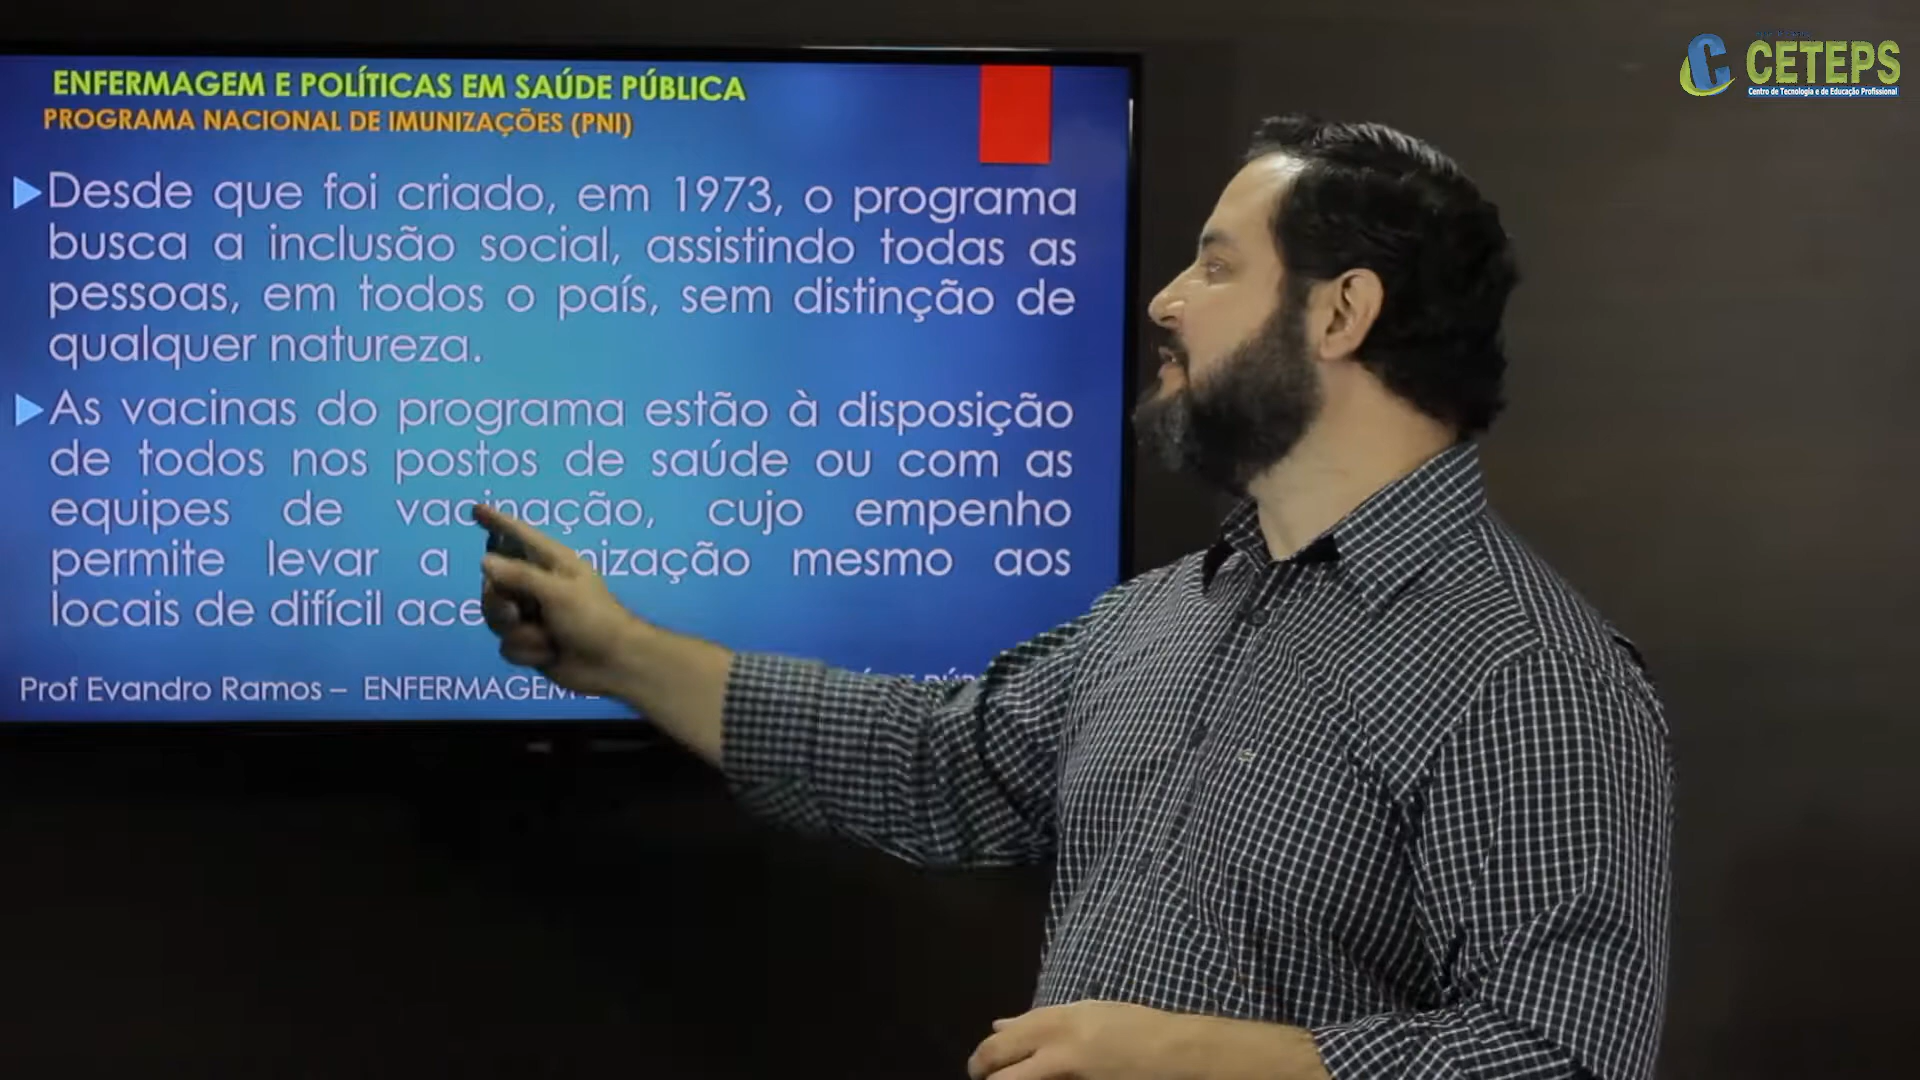 CETEPS
Centro de Tecnologia e de Educação Profissional
ENFERMAGEM E POLÍTICAS EM SAÚDE PÚBLICA
PROGRAMA NACIONAL DE IMUNIZAÇÕES (PNI)
Desde que foi criado, em 1973, o programa
busca a inclusão social, assistindo todas as
pessoas, em todos o país, sem distinção de
qualquer natureza.
As vacinas do programa estão à disposição
de todos nos postos de saúde ou com as
equipes de vacinação, cujo empenho
permite levar a nização mesmo aos
locais de difícil ace
Prof Evandro Ramos – ENFERMAGEM